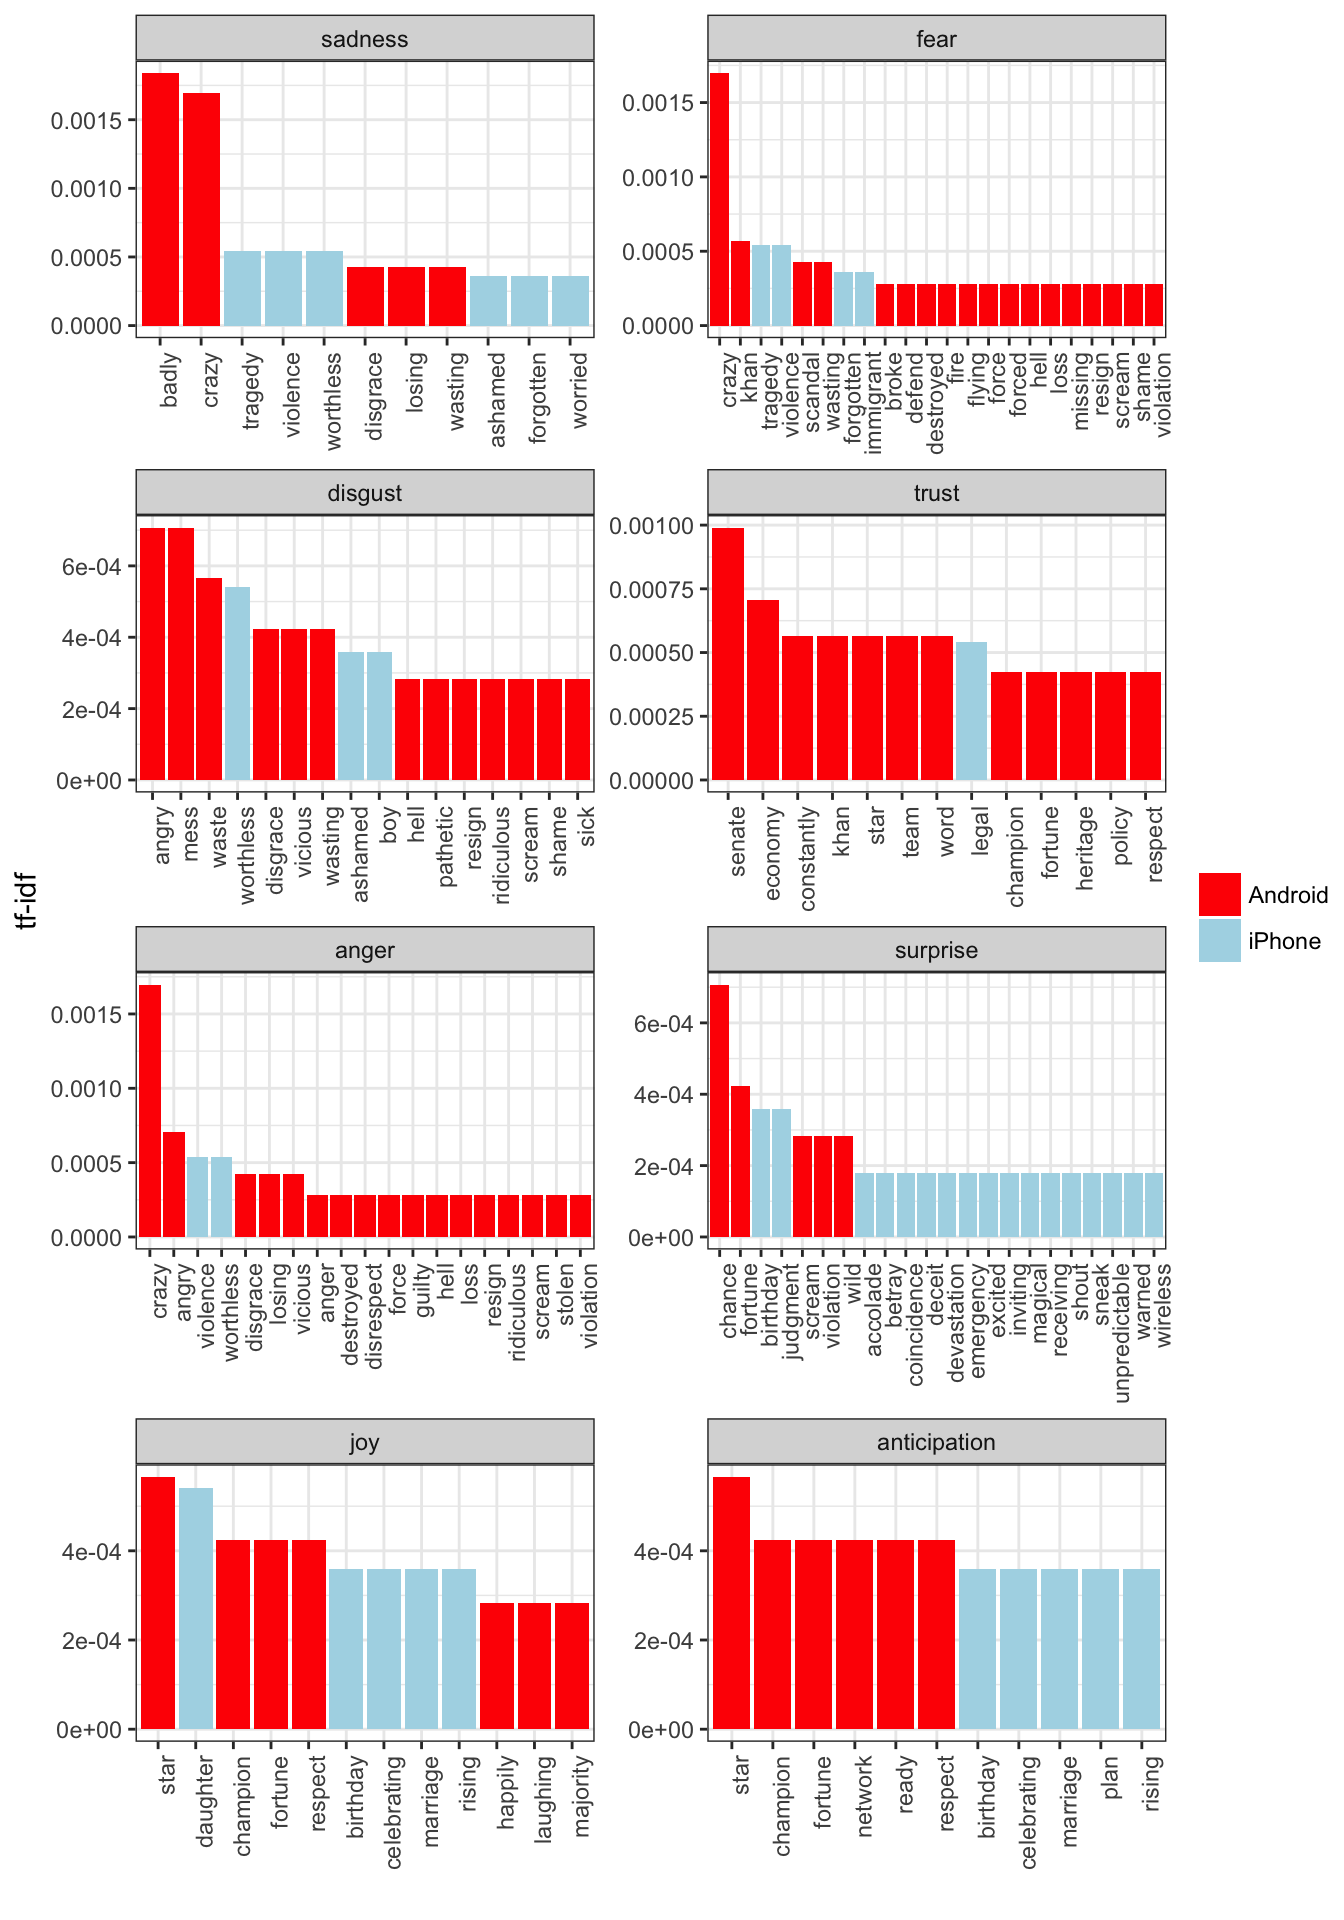 sadness
0.0015
0.0010
0.0005
0.0000
badly
crazy
tragedy
violence
worthless
disgrace
losing
wasting
ashamed
forgotten
worried
fear
0.0015
0.0010
0.0005
0.0000
crazy
khan
tragedy
violence
scandal
wasting
forgotten
immigrant
broke
defend
destroyed
fire
flying
force
forced
hell
loss
missing
resign
scream
shame
violation
disgust
6e-04
4e-04
2e-04
0e+00
angry
mess
waste
worthless
disgrace
vicious
wasting
ashamed
boy
hell
pathetic
resign
ridiculous
scream
shame
sick
trust
0.00100
0.00075
0.00050
0.00025
0.00000
senate
economy
constantly
khan
star
team
word
legal
champion
fortune
heritage
policy
respect
tf-idf
Android
iPhone
anger
0.0015
0.0010
0.0005
0.0000
crazy
angry
violence
worthless
disgrace
losing
vicious
anger
destroyed
disrespect
force
guilty
hell
loss
resign
ridiculous
scream
stolen
violation
surprise
6e-04
4e-04
2e-04
0e+00
chance
fortune
birthday
judgment
scream
violation
wild
accolade
betray
coincidence
deceit
devastation
emergency
excited
inviting
magical
receiving
shout
sneak
unpredictable
warned
wireless
joy
4e-04
2e-04
0e+00
star
daughter
champion
fortune
respect
birthday
celebrating
marriage
rising
happily
laughing
majority
anticipation
4e-04
2e-04
0e+00
star
champion
fortune
network
ready
respect
birthday
celebrating
marriage
plan
rising